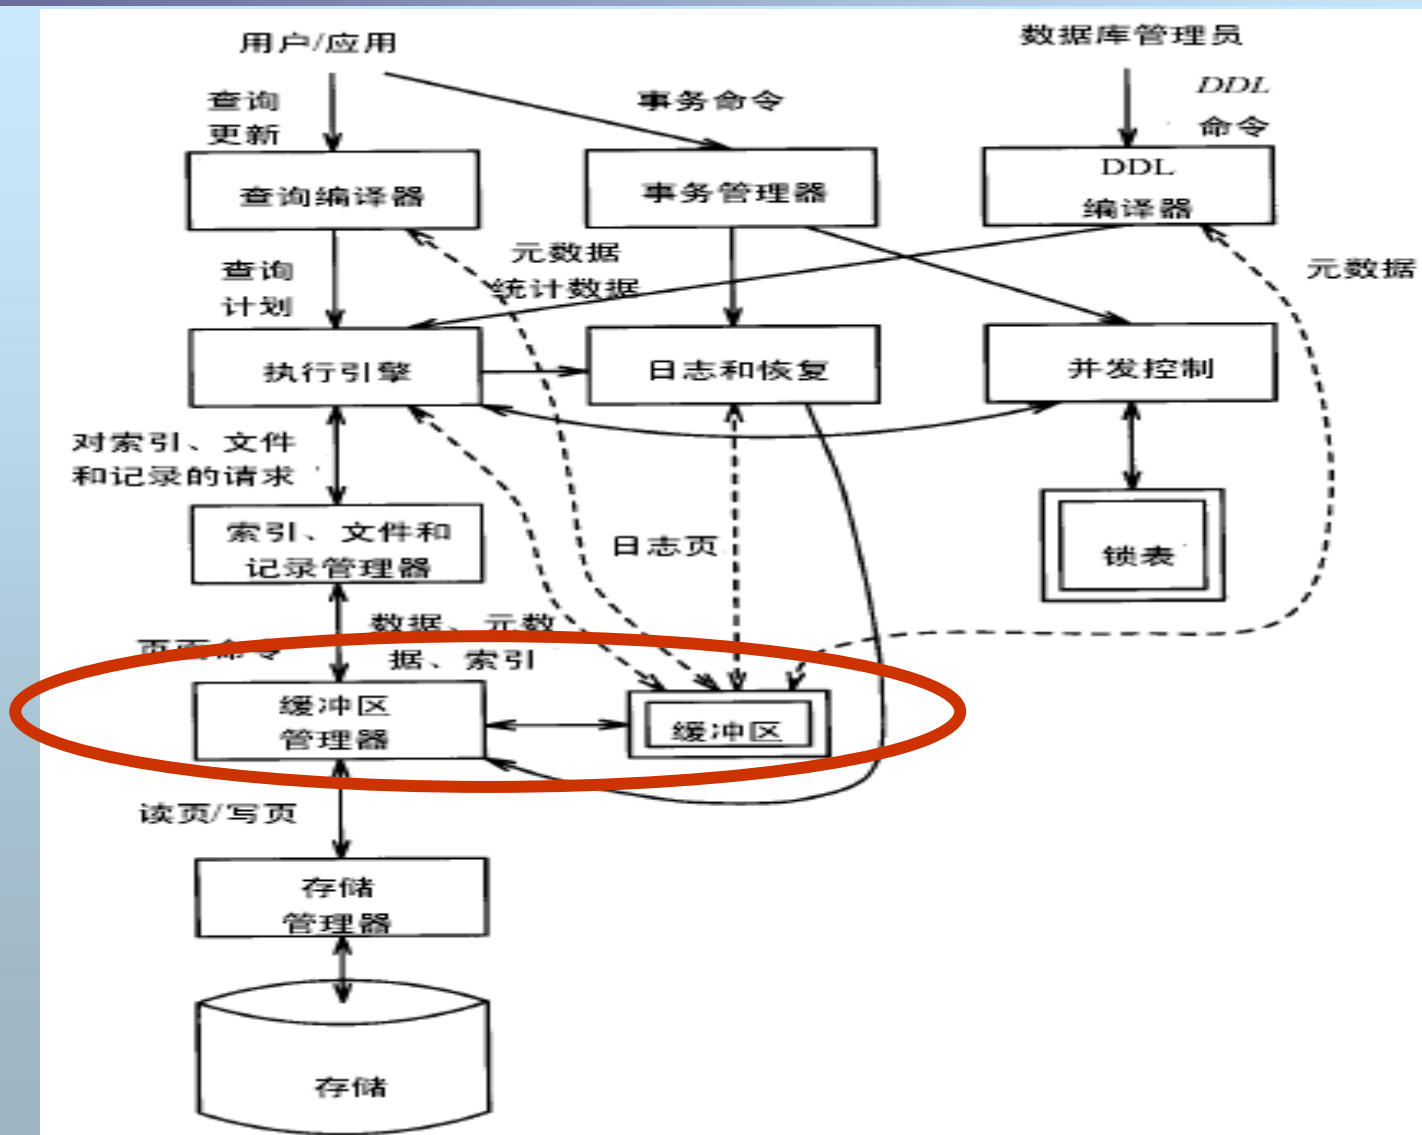 用户/应用
数据库管理员
查询
更新
事务命令
DDL
命令
查询编译器
事务管理器
DDL
编译器
查询
计划
元数据
统计数据
元数据
执行引擎
日志和恢复
并发控制
对索引、文件
和记录的请求
索引、文件和
记录管理器
日志页
锁表
页面命令
数据、元数
据、索引
缓冲区
管理器
缓冲区
读页/写页
存储
管理器
存储